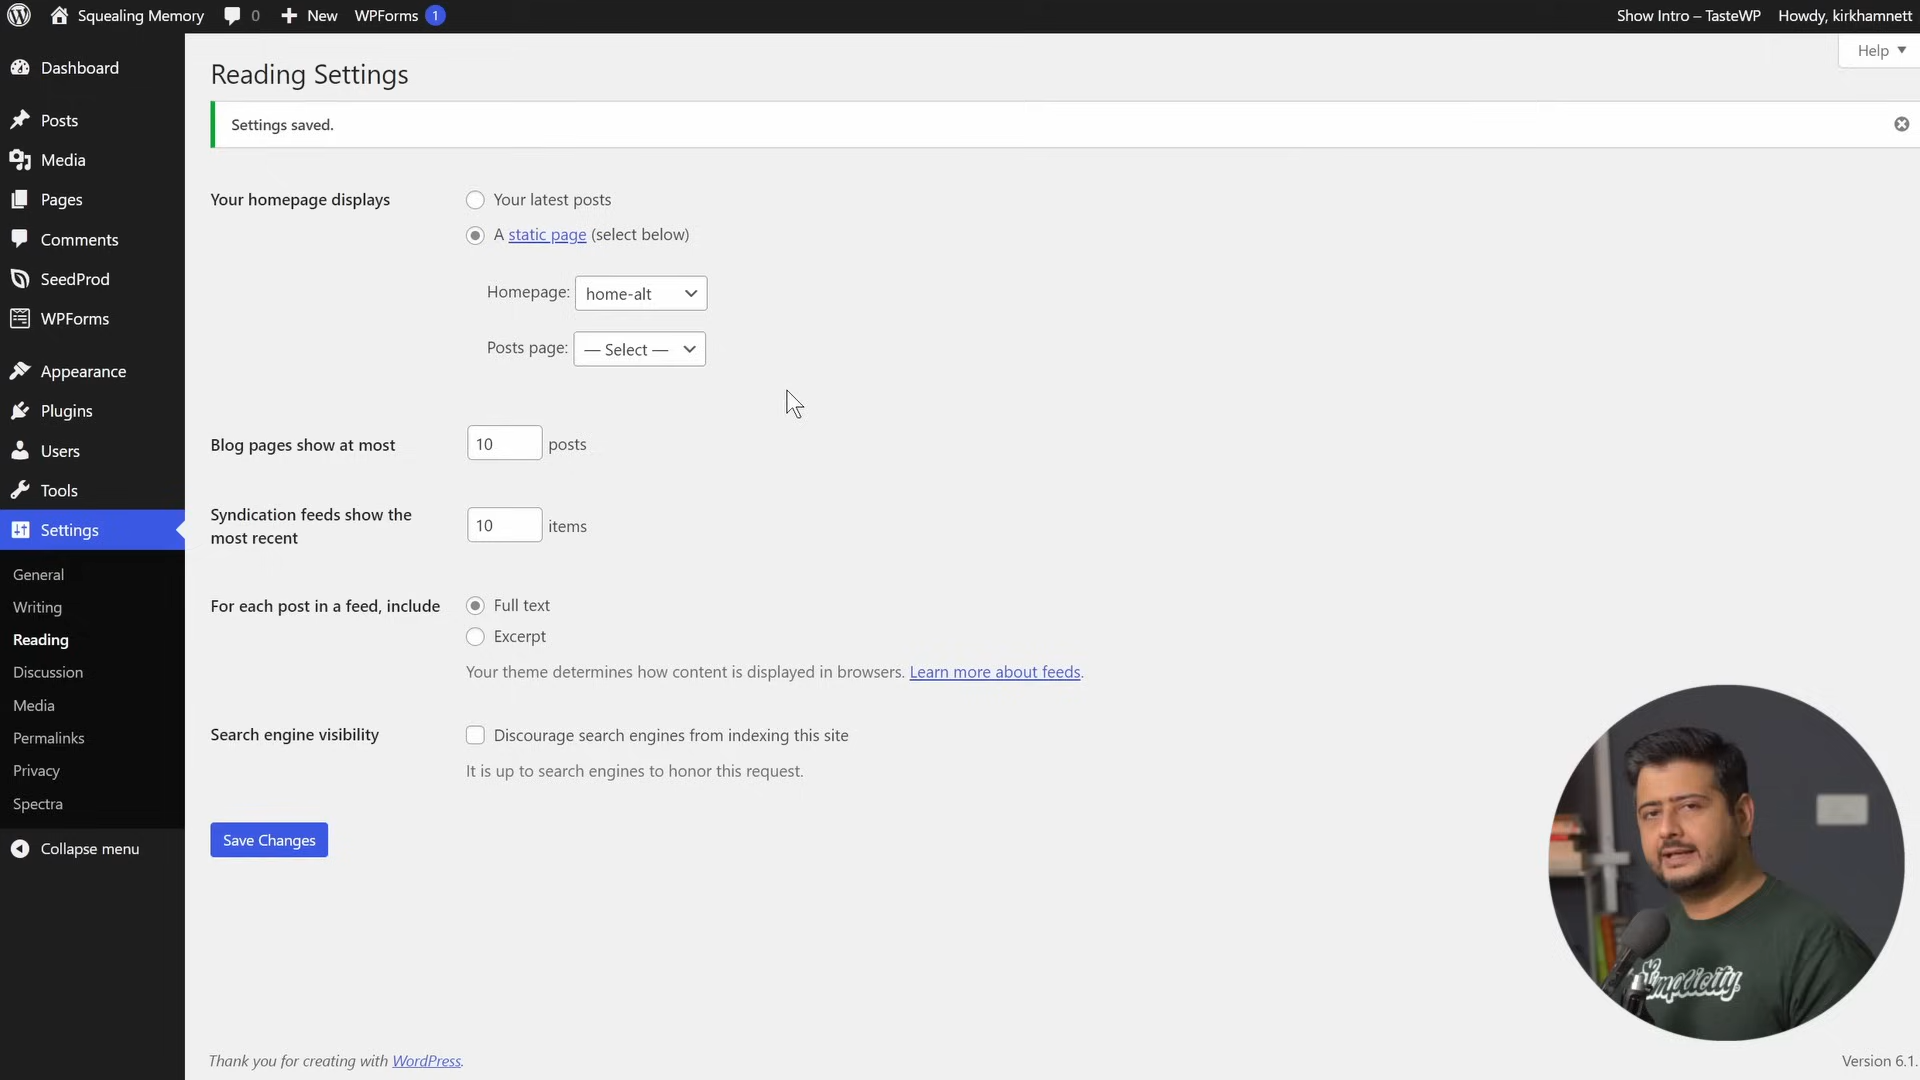 Squealing Memory 0 New WPForms 1 Show Intro – TasteWP Howdy, kirkhamnett
Help
Dashboard
Posts
Media
Pages
Comments
SeedProd
WPForms
Appearance
Plugins
Users
Tools
Settings
General
Writing
Reading
Discussion
Media
Permalinks
Privacy
Spectra
Collapse menu
Reading Settings
Settings saved.
Your homepage displays
Your latest posts
A static page (select below)
Homepage: home-alt
Posts page: — Select —
Blog pages show at most 10 posts
Syndication feeds show the
most recent
10 items
For each post in a feed, include
Full text
Excerpt
Your theme determines how content is displayed in browsers. Learn more about feeds.
Search engine visibility
Discourage search engines from indexing this site
It is up to search engines to honor this request.
Save Changes
Simplicity
Thank you for creating with WordPress.
Version 6.1.